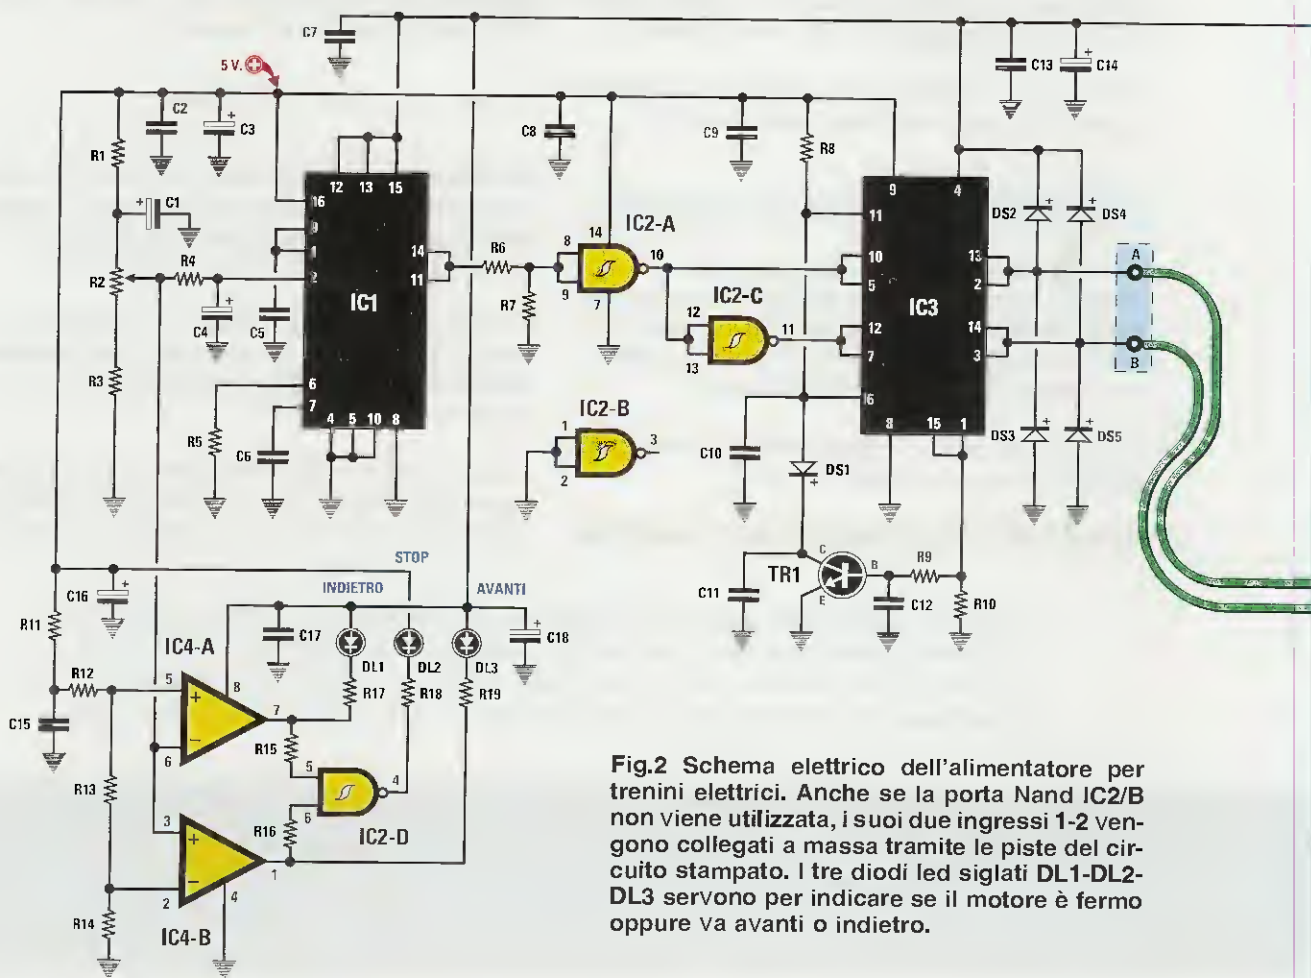 C7
5 V.
C13
C14
C2
C3
C8
C9
R1
R8
12 13 15
9 4
16
C1
11
DS2
DS4
9
IC2-A
1
14
R4
14
R6
8
10
10
13
A
R2
2
11
9
5
2
IC1
7
IC2-C
IC3
C4
C5
R7
12
11
12
14
13
7
3
B
R3
6
16
7
IC2-B
4 5 10 8
1
3
8
15 1
R5
C6
2
C10
DS1
DS3
DS5
STOP
C
R9
INDIETRO
AVANTI
TR1
B
C16
C11
E
C12
R10
R11
C17
C18
IC4-A
8
DL1
DL2
DL3
R12
5
+
R17
R18
R19
7
C15
-
6
R15
5
R13
4
3
+
6
R16
IC2-D
1
-
2
4
R14
IC4-B
Fig.2 Schema elettrico dell'alimentatore per
trenini elettrici. Anche se la porta Nand IC2/B
non viene utilizzata, i suoi due ingressi 1-2 ven-
gono collegati a massa tramite le piste del cir-
cuito stampato. I tre diodi led siglati DL1-DL2-
DL3 servono per indicare se il motore è fermo
oppure va avanti o indietro.